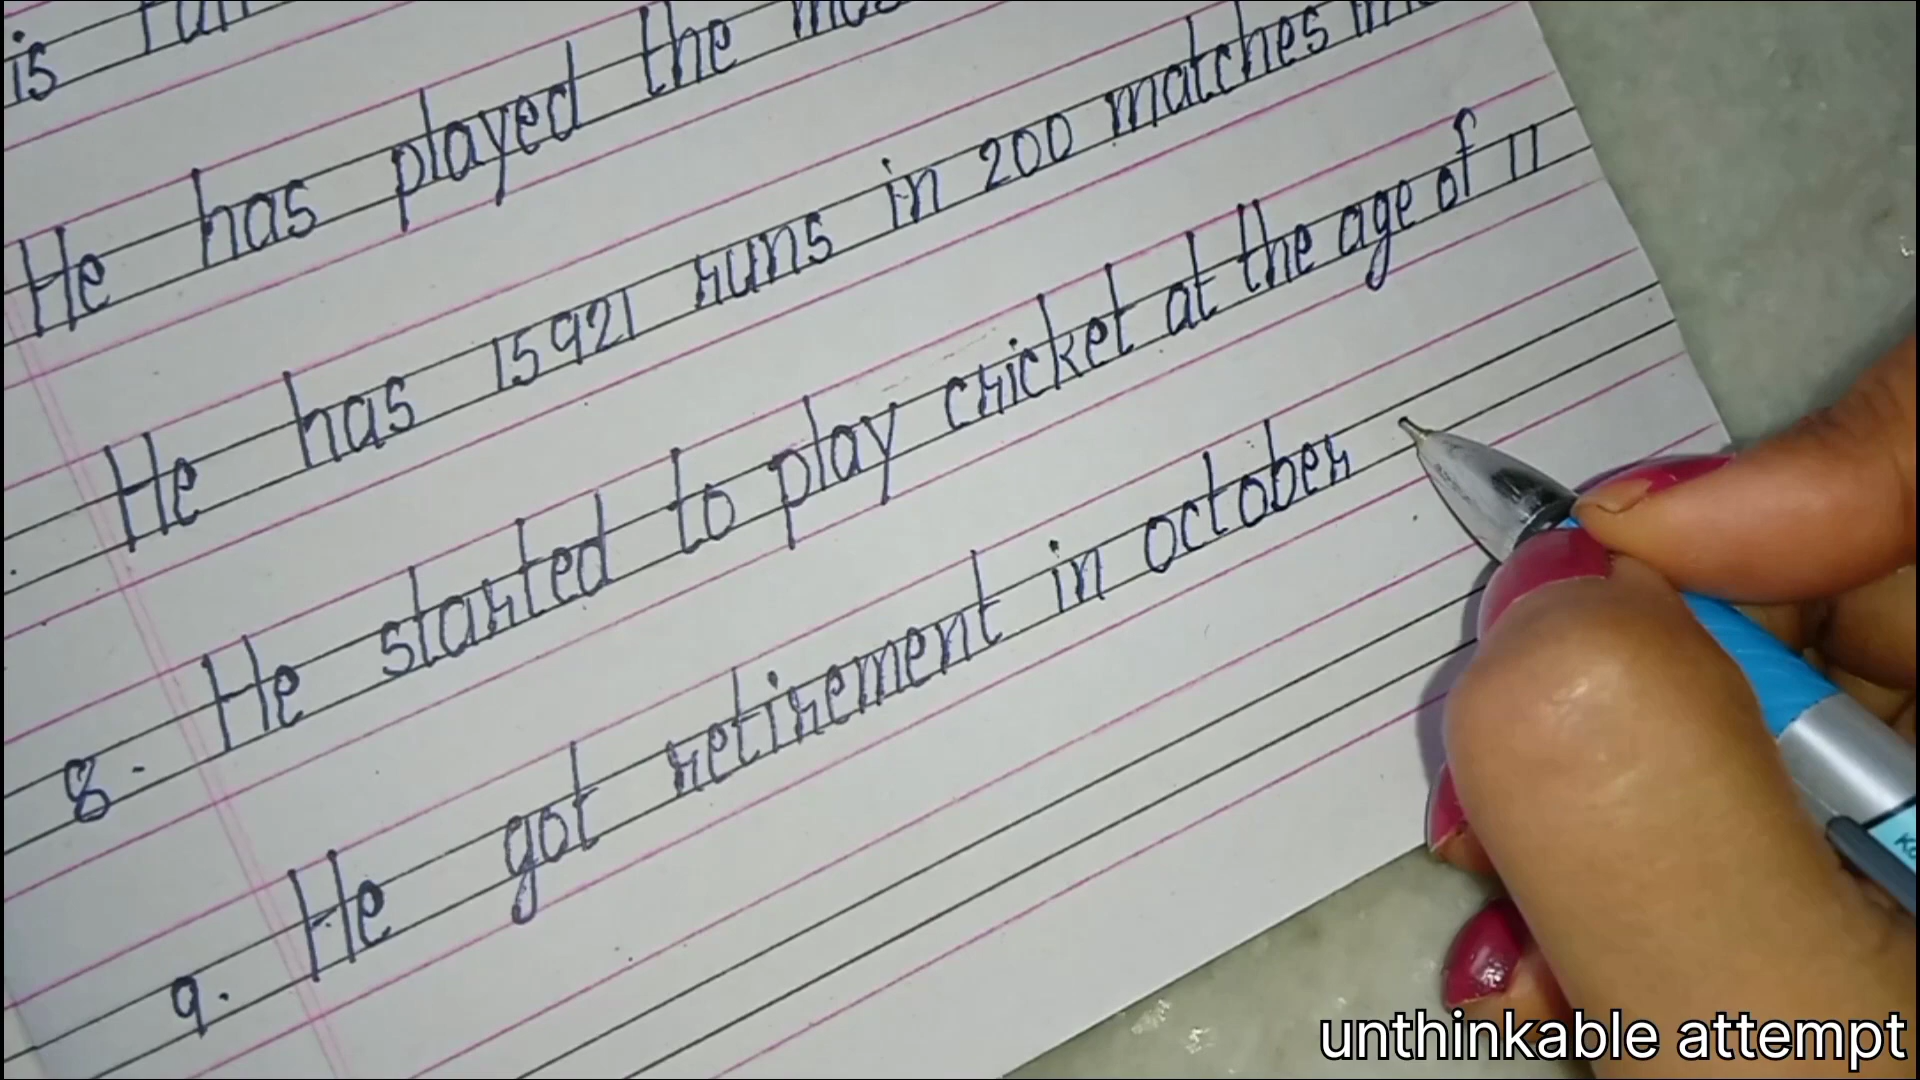 is
He has played the
He has 15921 runs in 200 matches
8. He started to play cricket at the age of 11
9. He got retirement in october
unthinkable attempt